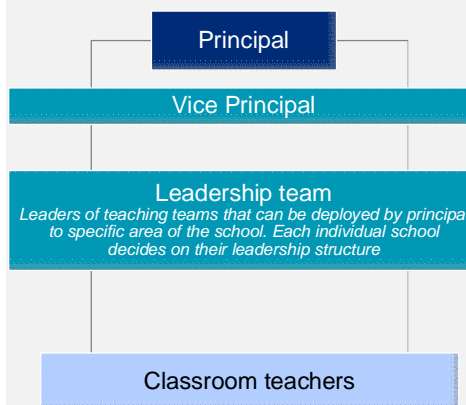 Principal
Vice Principal
Leadership team
Leaders of teaching teams that can be deployed by principa
to specific area of the school. Each individual school
decides on their leadership structure
Classroom teachers